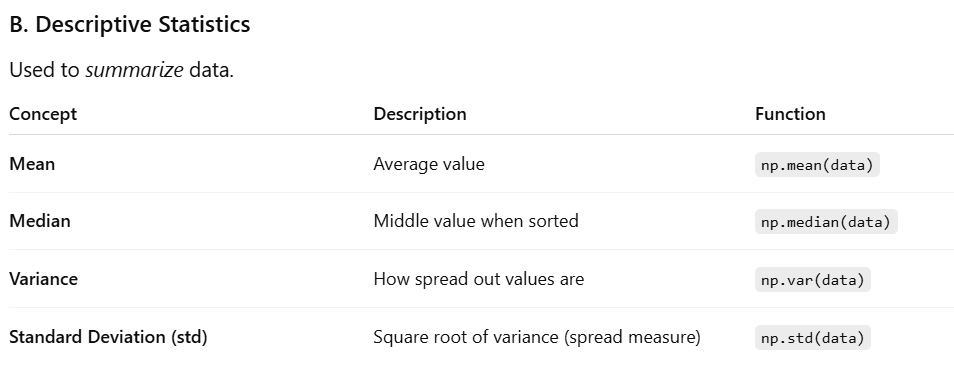 B. Descriptive Statistics
Used to summarize data.
Concept Description Function
Mean Average value np.mean(data)
Median Middle value when sorted np.median(data)
Variance How spread out values are np.var(data)
Standard Deviation (std) Square root of variance (spread measure) np.std(data)